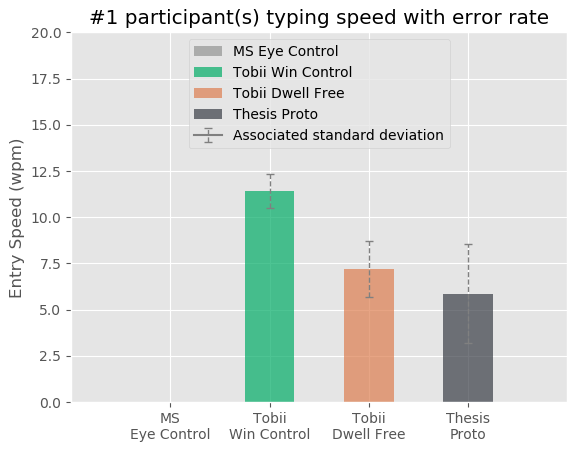 #1 participant(s) typing speed with error rate
20.0
17.5
15.0
12.5
10.0
7.5
5.0
2.5
0.0
Entry Speed (wpm)
MS Eye Control
Tobii Win Control
Tobii Dwell Free
Thesis Proto
Associated standard deviation
MS
Eye Control
Tobii
Win Control
Tobii
Dwell Free
Thesis
Proto